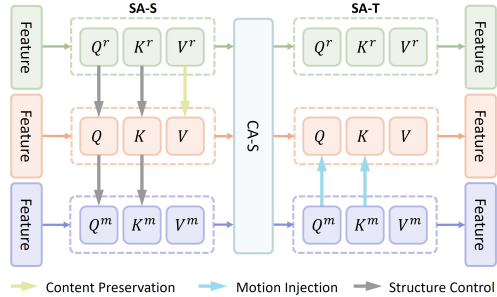 SA-S SA-T
Feature Q^r K^r V^r Q^r K^r V^r Feature
Feature Q K V CA-S Q K V Feature
Feature Q^m K^m V^m Q^m K^m V^m Feature
Content Preservation Motion Injection Structure Control